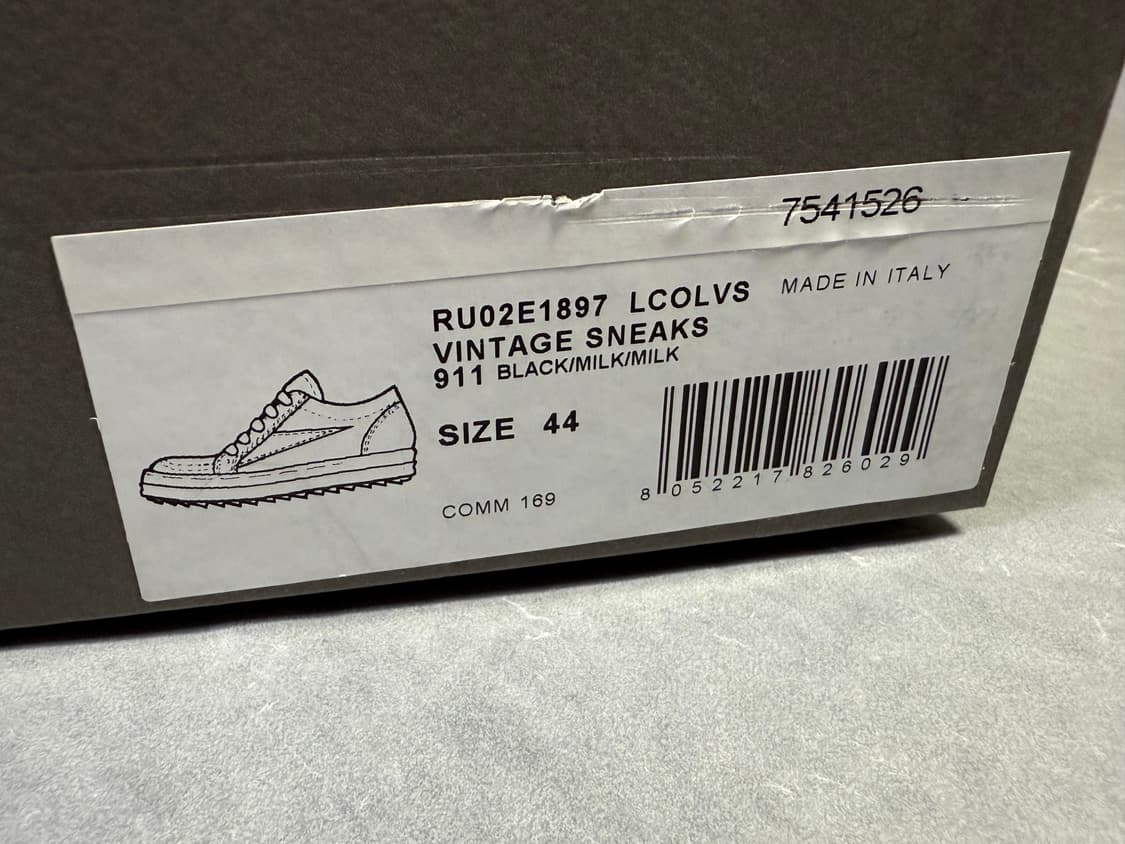 7541526
RU02E1897 LCOLVS MADE IN ITALY
VINTAGE SNEAKS
911 BLACK/MILK/MILK
SIZE 44
8 052217 826029
COMM 169